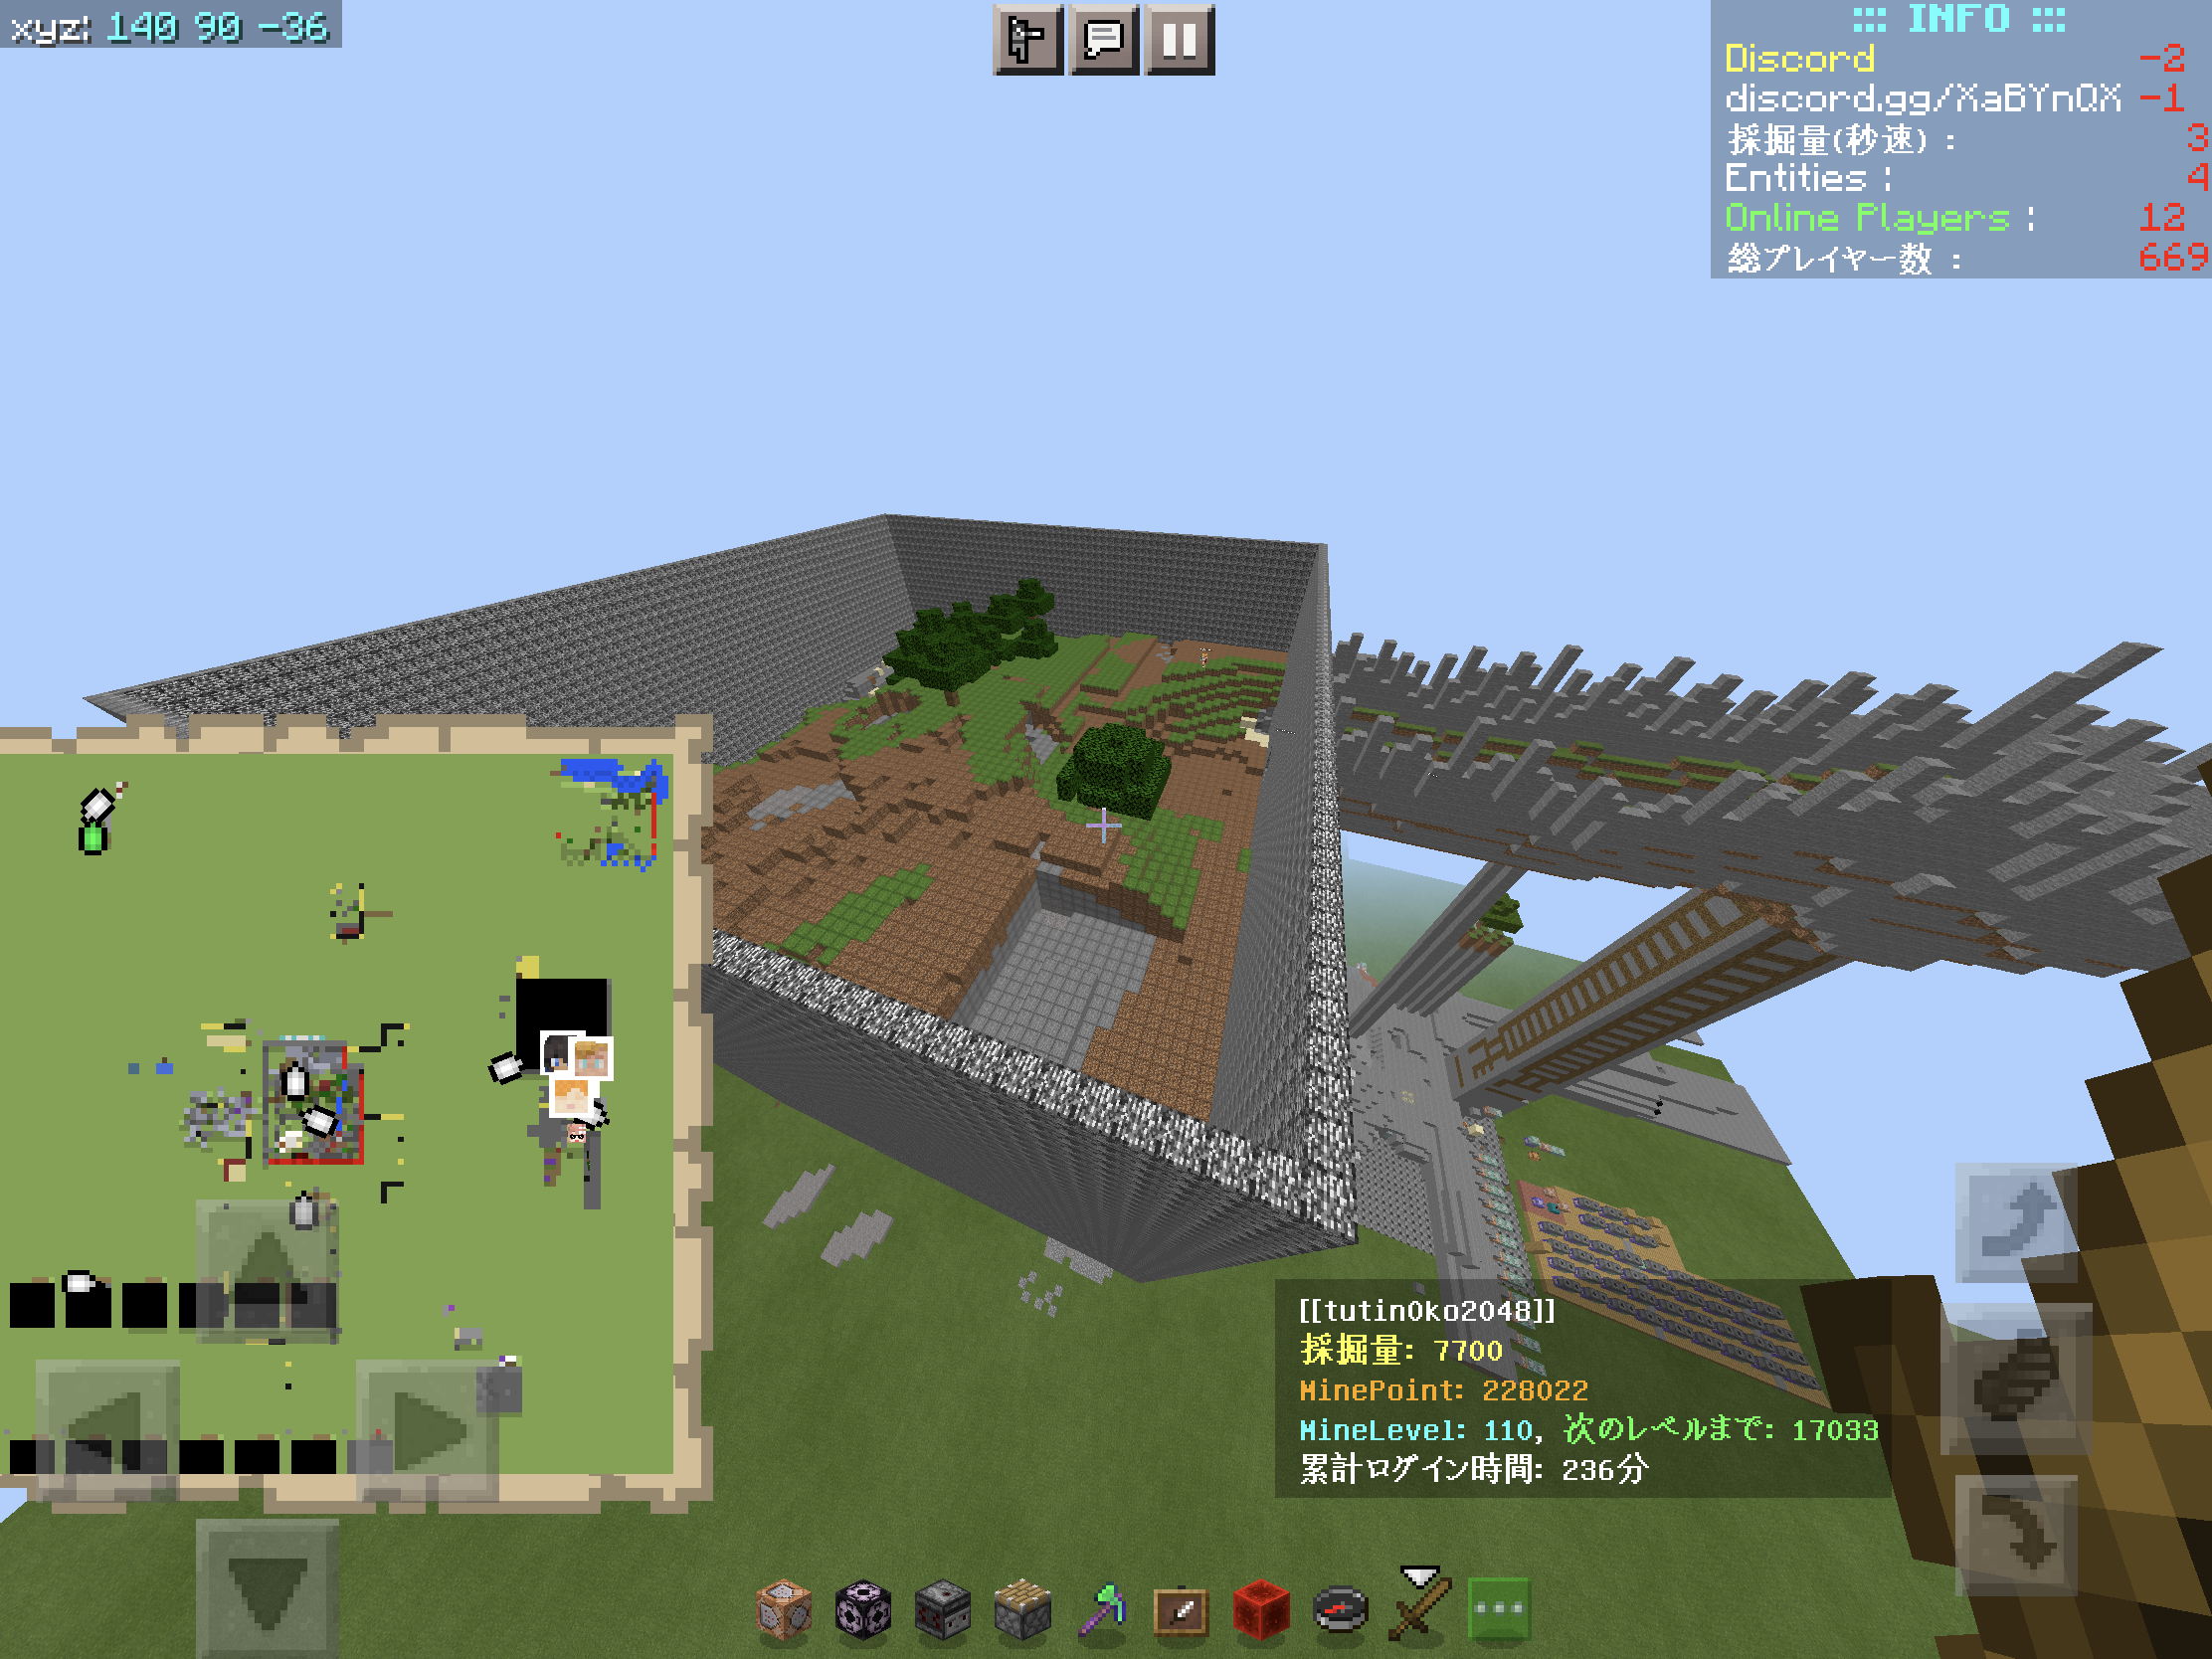 xyz: 140 90 -36
::: INFO :::
Discord -2
discord.gg/XaBYnQX -1
採掘量(秒速) : 3
Entities : 4
Online Players : 12
総プレイヤー数 : 669
[[tutin0ko2048]]
採掘量: 7700
MinePoint: 228022
MineLevel: 110, 次のレベルまで: 17033
累計ログイン時間: 236分